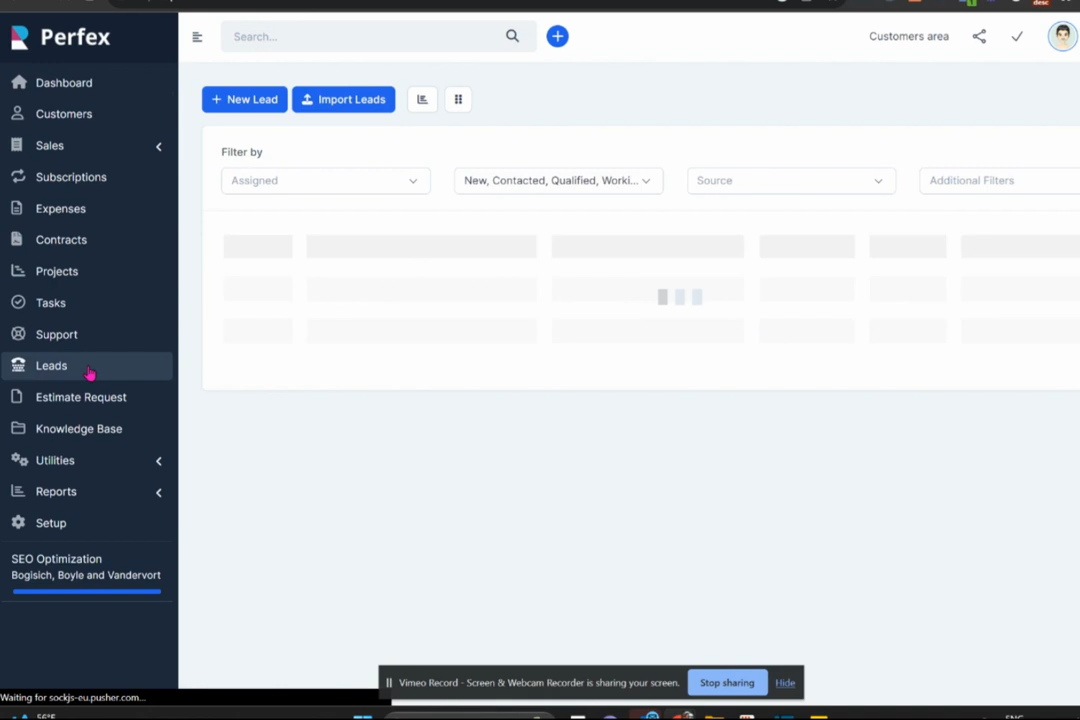 Perfex
Search...
Customers area
Dashboard
Customers
Sales
Subscriptions
Expenses
Contracts
Projects
Tasks
Support
Leads
Estimate Request
Knowledge Base
Utilities
Reports
Setup
SEO Optimization
Bogisich, Boyle and Vandervort
New Lead
Import Leads
Filter by
Assigned
New, Contacted, Qualified, Worki...
Source
Additional Filters
Vimeo Record - Screen & Webcam Recorder is sharing your screen.
Stop sharing
Hide
Waiting for sockjs-eu.pusher.com...